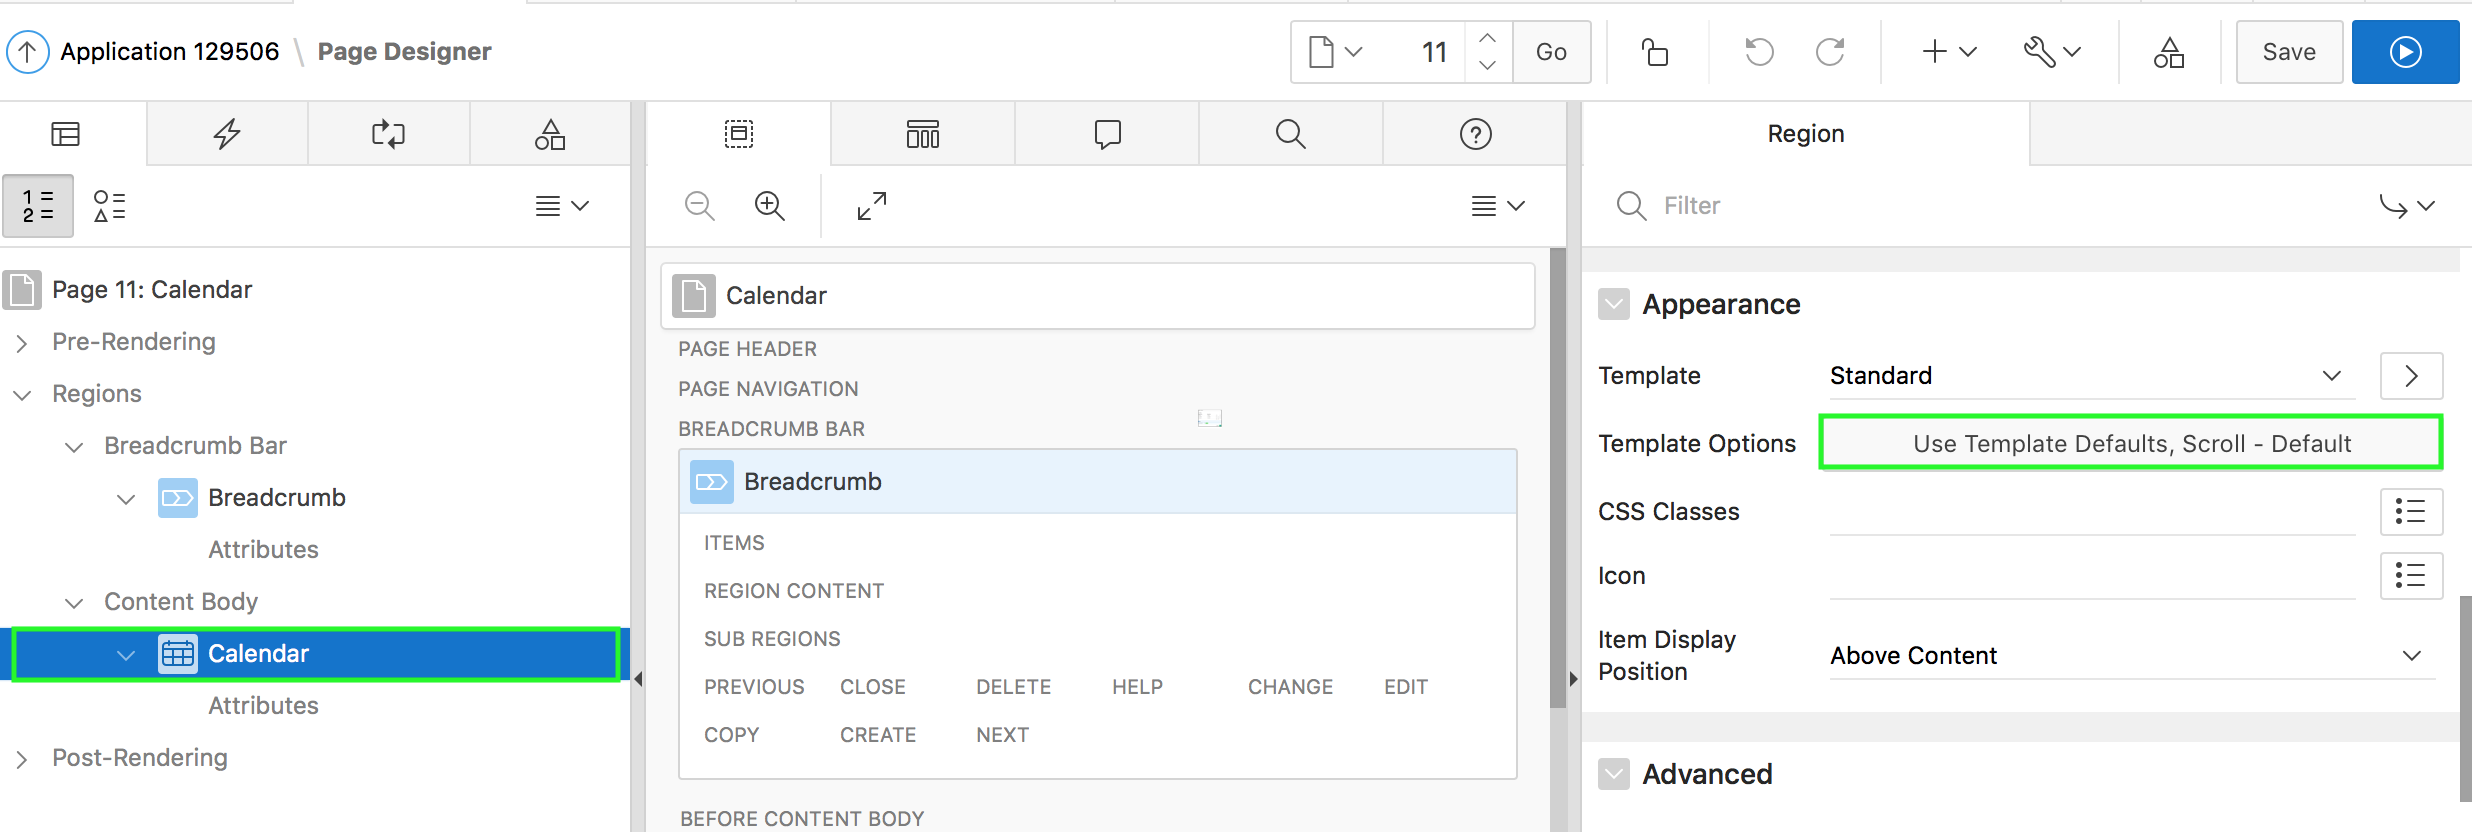 Application 129506 \ Page Designer
11
Go
Save
1
2
Page 11: Calendar
Pre-Rendering
Regions
Breadcrumb Bar
Breadcrumb
Attributes
Content Body
Calendar
Attributes
Post-Rendering
Calendar
PAGE HEADER
PAGE NAVIGATION
BREADCRUMB BAR
Breadcrumb
ITEMS
REGION CONTENT
SUB REGIONS
PREVIOUS CLOSE DELETE HELP CHANGE EDIT
COPY CREATE NEXT
BEFORE CONTENT BODY
Region
Filter
Appearance
Template Standard
Template Options Use Template Defaults, Scroll - Default
CSS Classes
Icon
Item Display
Position
Above Content
Advanced